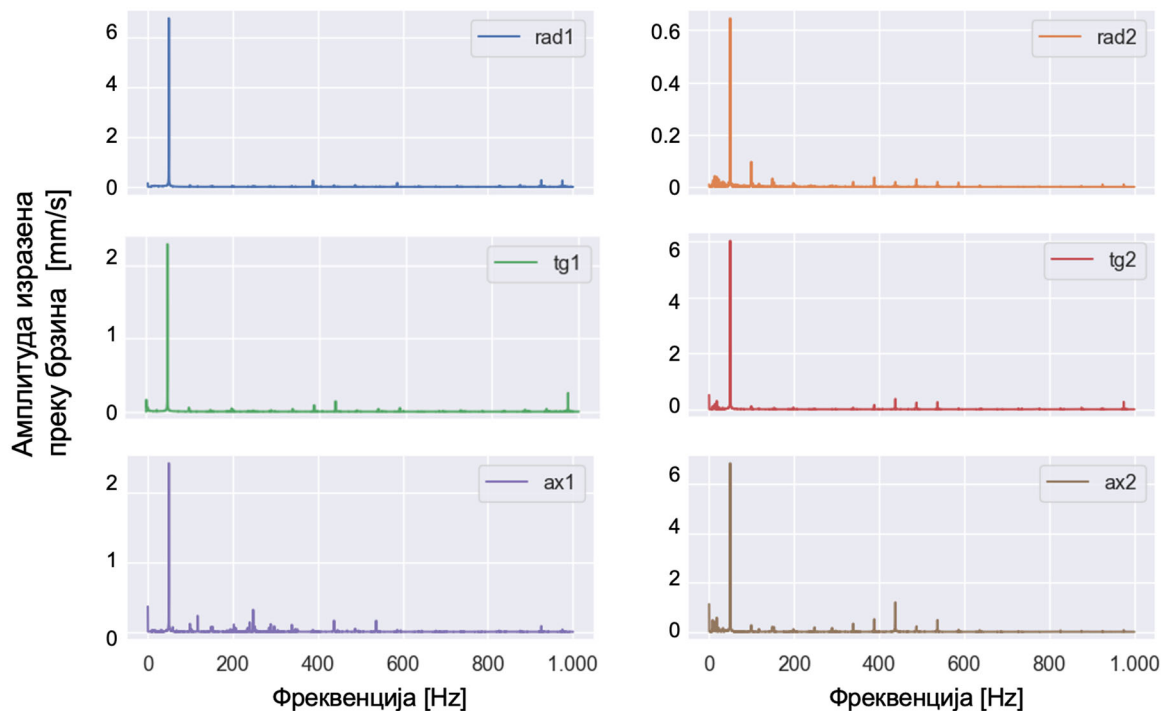 6
4
2
0
rad1
0.6
0.4
0.2
0
rad2
Амплитуда изразена
преку брзина [mm/s]
2
1
0
tg1
6
4
2
0
tg2
2
1
0
ax1
6
4
2
0
ax2
0 200 400 600 800 1.000
0 200 400 600 800 1.000
Фреквенција [Hz]
Фреквенција [Hz]